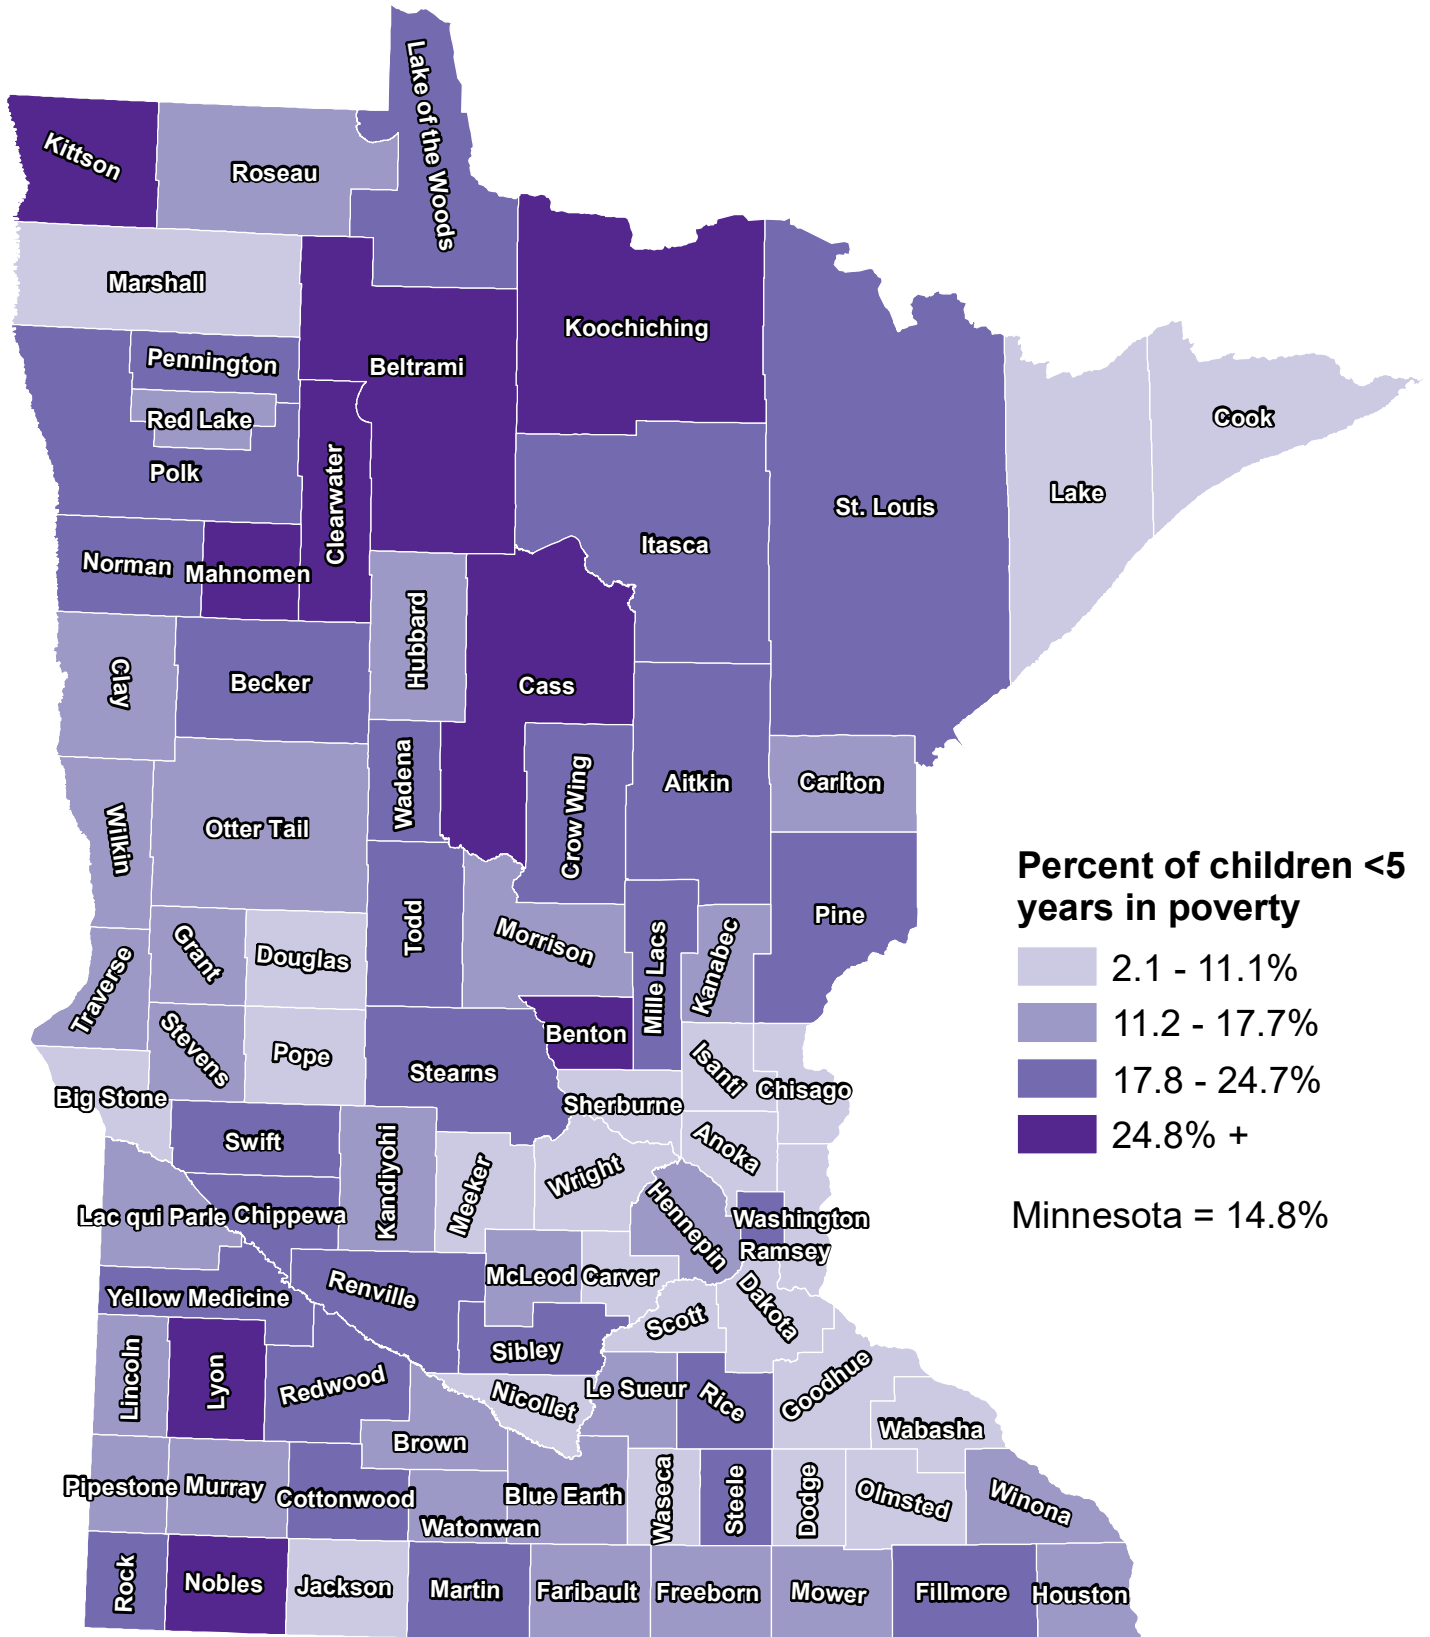 Lake of the Woods
Kittson
Roseau
Marshall
Koochiching
Pennington
Beltrami
Red Lake
Cook
Polk
Clearwater
Lake
St. Louis
Itasca
Norman
Mahnomen
Hubbard
Clay
Becker
Cass
Wadena
Crow Wing
Aitkin
Carlton
Wilkin
Otter Tail
Todd
Pine
Morrison
Mille Lacs
Kanabec
Grant
Douglas
Traverse
Benton
Stevens
Pope
Stearns
Isanti
Big Stone
Chisago
Sherburne
Swift
Anoka
Kandiyohi
Meeker
Wright
Lac qui Parle
Chippewa
Hennepin
Washington
Ramsey
McLeod
Carver
Yellow Medicine
Renville
Dakota
Scott
Sibley
Lincoln
Lyon
Redwood
Nicollet
Le Sueur
Rice
Goodhue
Wabasha
Brown
Pipestone
Murray
Cottonwood
Watonwan
Blue Earth
Waseca
Steele
Dodge
Olmsted
Winona
Rock
Nobles
Jackson
Martin
Faribault
Freeborn
Mower
Fillmore
Houston
Percent of children <5
years in poverty
2.1 - 11.1%
11.2 - 17.7%
17.8 - 24.7%
24.8% +
Minnesota = 14.8%